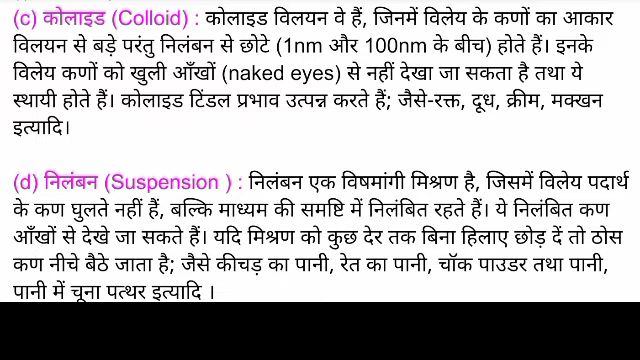 (c) कोलाइड (Colloid) : कोलाइड विलयन वे हैं, जिनमें विलेय के कणों का आकार
विलयन से बड़े परंतु निलंबन से छोटे (1nm और 100nm के बीच) होते हैं। इनके
विलेय कणों को खुली आँखों (naked eyes) से नहीं देखा जा सकता है तथा ये
स्थायी होते हैं। कोलाइड टिंडल प्रभाव उत्पन्न करते हैं; जैसे-रक्त, दूध, क्रीम, मक्खन
इत्यादि।
(d) निलंबन (Suspension ) : निलंबन एक विषमांगी मिश्रण है, जिसमें विलेय पदार्थ
के कण घुलते नहीं हैं, बल्कि माध्यम की समष्टि में निलंबित रहते हैं। ये निलंबित कण
आँखों से देखे जा सकते हैं। यदि मिश्रण को कुछ देर तक बिना हिलाए छोड़ दें तो ठोस
कण नीचे बैठे जाता है; जैसे कीचड़ का पानी, रेत का पानी, चॉक पाउडर तथा पानी,
पानी में चूना पत्थर इत्यादि ।